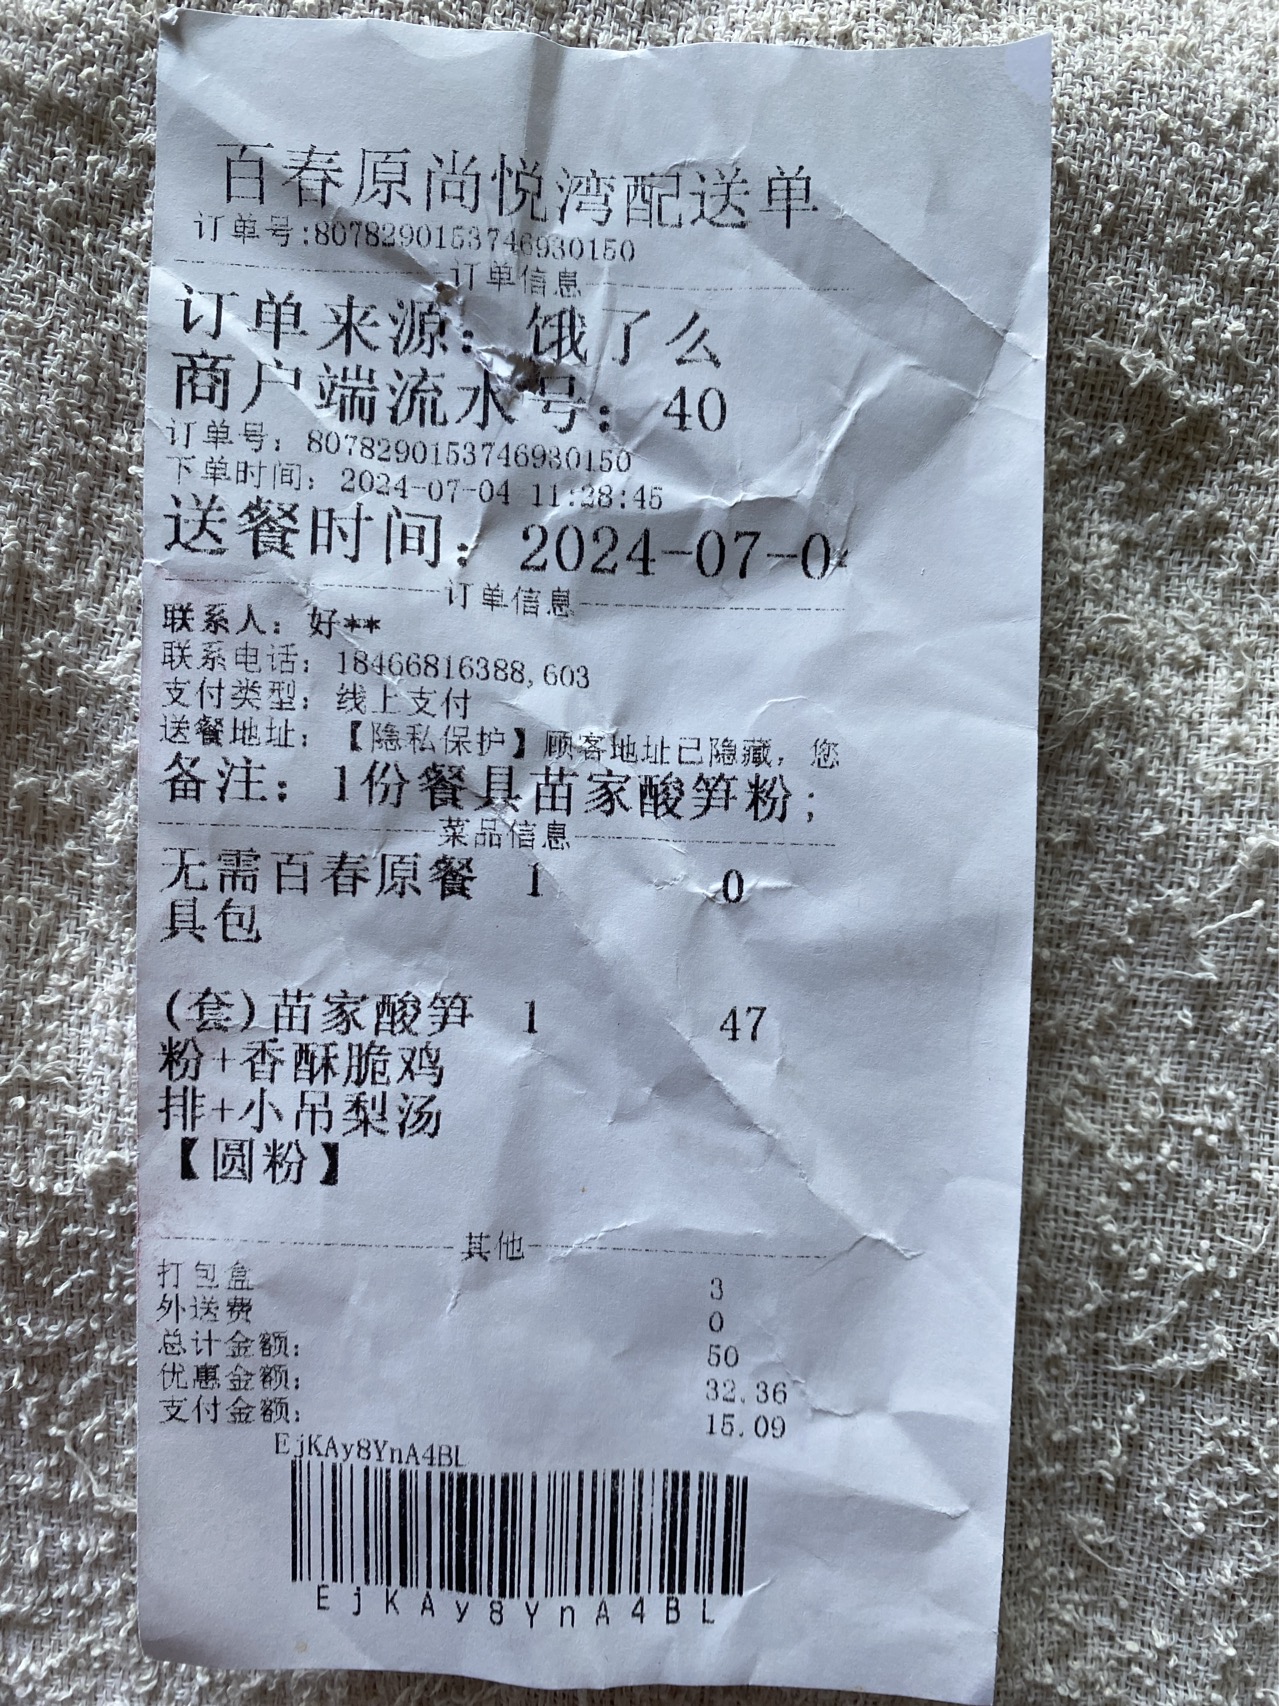 百春原尚悦湾配送单
订单号:8078290153746930150
订单信息
订单来源：饿了么
商户端流水号：40
订单号：8078290153746930150
下单时间：2024-07-04 11:28:45
送餐时间：2024-07-0
订单信息
联系人：好**
联系电话：18466816388,603
支付类型：线上支付
送餐地址：【隐私保护】顾客地址已隐藏，您
备注：1份餐具苗家酸笋粉；
菜品信息
无需百春原餐 1 0
具包
(套)苗家酸笋 1 47
粉+香酥脆鸡
排+小吊梨汤
【圆粉】
其他
打包盒 3
外送费 0
总计金额： 50
优惠金额： 32.36
支付金额： 15.09
EjKAy8YnA4BL
EjKAy8YnA4BL